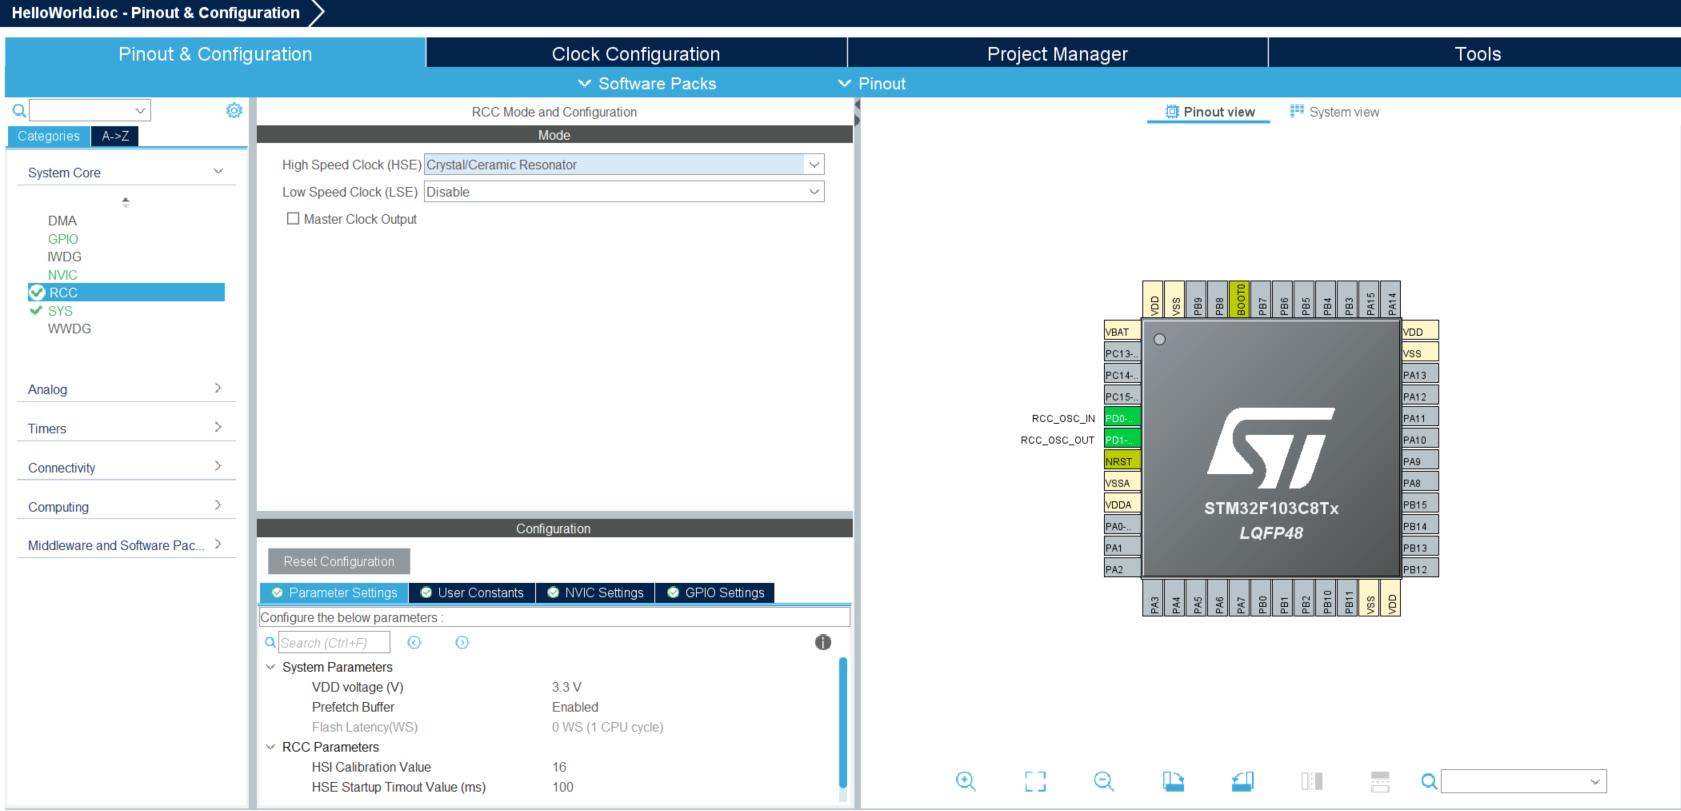 HelloWorld.ioc - Pinout & Configuration
Pinout & Configuration
Clock Configuration
Project Manager
Tools
Software Packs
Pinout
Categories
A->Z
System Core
DMA
GPIO
IWDG
NVIC
RCC
SYS
WWDG
Analog
Timers
Connectivity
Computing
Middleware and Software Pac...
RCC Mode and Configuration
Mode
High Speed Clock (HSE) Crystal/Ceramic Resonator
Low Speed Clock (LSE) Disable
Master Clock Output
Configuration
Reset Configuration
Parameter Settings
User Constants
NVIC Settings
GPIO Settings
Configure the below parameters :
Search (Ctrl+F)
System Parameters
VDD voltage (V) 3.3 V
Prefetch Buffer Enabled
Flash Latency(WS) 0 WS (1 CPU cycle)
RCC Parameters
HSI Calibration Value 16
HSE Startup Timout Value (ms) 100
Pinout view
System view
VDD
VSS
PB9
PB8
BOOT0
PB7
PB6
PB5
PB4
PB3
PA15
PA14
VBAT
PC13-..
PC14-..
PC15-..
RCC_OSC_IN PD0-..
RCC_OSC_OUT PD1-..
NRST
VSSA
VDDA
PA0-..
PA1
PA2
ST
STM32F103C8Tx
LQFP48
VDD
VSS
PA13
PA12
PA11
PA10
PA9
PA8
PB15
PB14
PB13
PB12
PA3
PA4
PA5
PA6
PA7
PB0
PB1
PB2
PB10
PB11
VSS
VDD